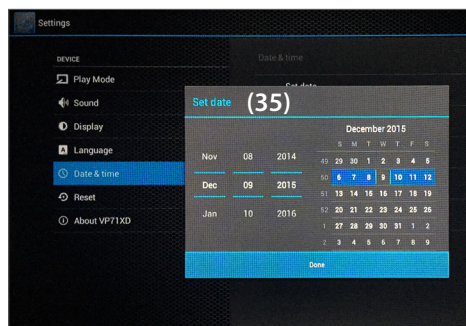 Settings
DEVICE
Play Mode
Sound
Display
A Language
Date & time
Reset
About VP71XD
Date & time
Set date
Set date (35)
Nov 08 2014
Dec 09 2015
Jan 10 2016
December 2015
S M T W T F S
49 29 30 1 2 3 4 5
50 6 7 8 9 10 11 12
51 13 14 15 16 17 18 19
52 20 21 22 23 24 25 26
1 27 28 29 30 31 1 2
2 3 4 5 6 7 8 9
Done